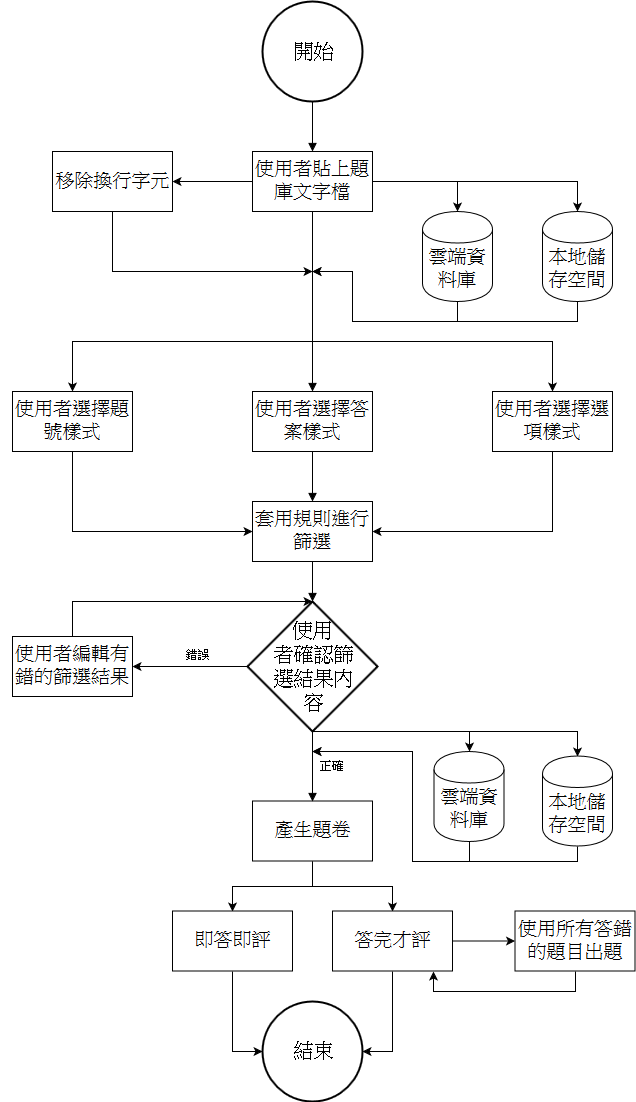 開始
移除換行字元
使用者貼上題
庫文字檔
雲端資
料庫
本地儲
存空間
使用者選擇題
號樣式
使用者選擇答
案樣式
使用者選擇選
項樣式
套用規則進行
篩選
使用
者確認篩
選結果內
容
錯誤
使用者編輯有
錯的篩選結果
正確
雲端資
料庫
本地儲
存空間
產生題卷
即答即評
答完才評
使用所有答錯
的題目出題
結束